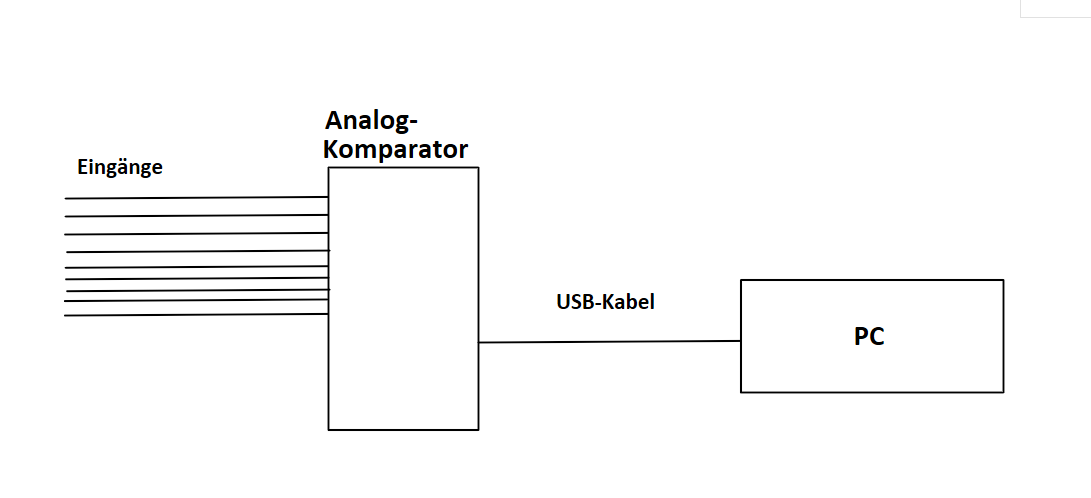 Analog-
Komparator
Eingänge
USB-Kabel
PC